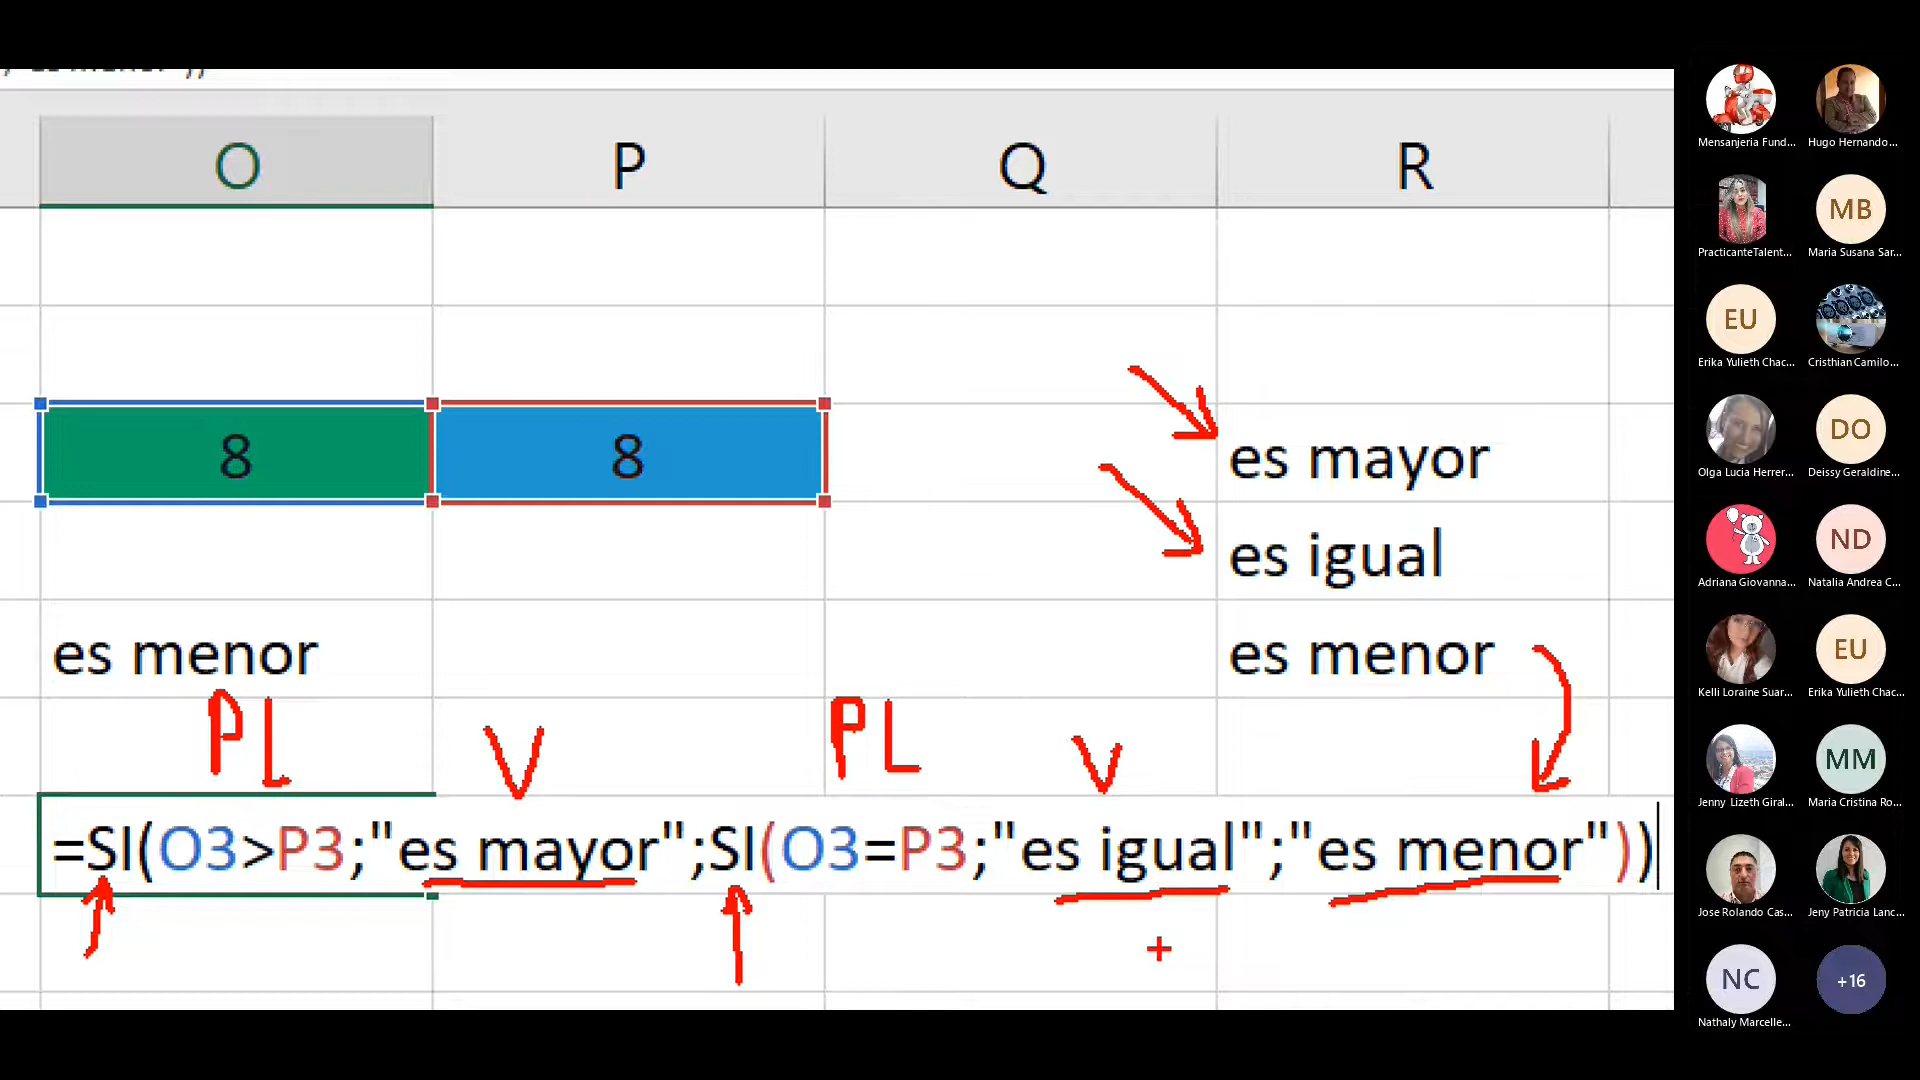 O P Q R
8 8 es mayor
es igual
es menor es menor
PL V PL V
=SI(O3>P3;"es mayor";SI(O3=P3;"es igual";"es menor"))
Mensanjeria Fund... Hugo Hernando...
PracticanteTalent... MB Maria Susana Sar...
EU Erika Yulieth Chac... Cristhian Camilo...
Olga Lucia Herrer... DO Deissy Geraldine...
Adriana Giovanna... ND Natalia Andrea C...
Kelli Loraine Suar... EU Erika Yulieth Chac...
Jenny Lizeth Giral... MM Maria Cristina Ro...
Jose Rolando Cas... Jeny Patricia Lanc...
NC Nathaly Marcelle... +16